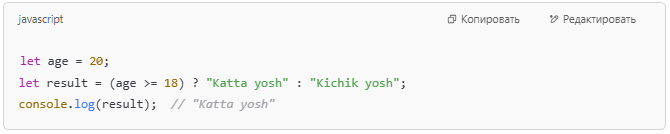 javascript
Копировать
Редактировать
let age = 20;
let result = (age >= 18) ? "Katta yosh" : "Kichik yosh";
console.log(result);  // "Katta yosh"